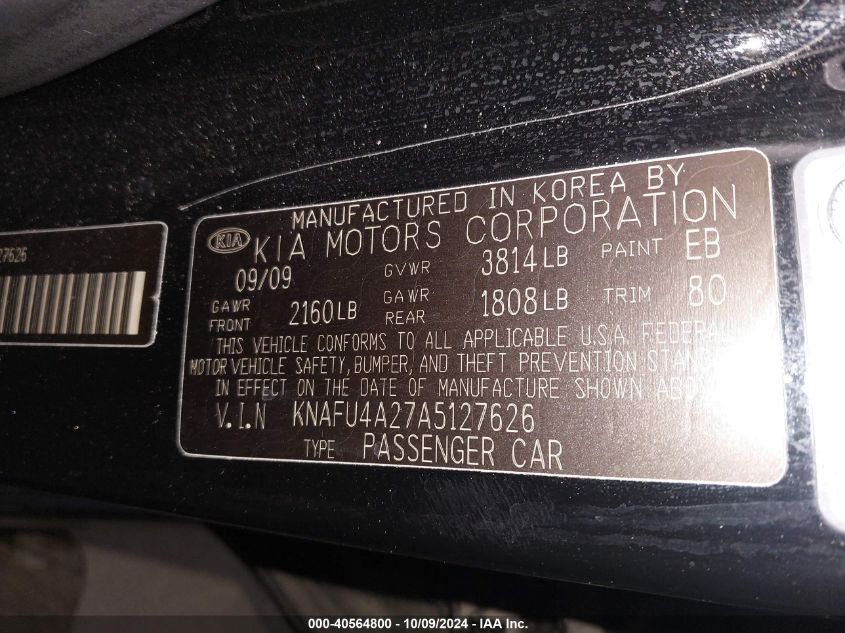 27626
MANUFACTURED IN KOREA BY
KIA KIA MOTORS CORPORATION
09/09 GVWR 3814LB PAINT EB
GAWR FRONT 2160LB GAWR REAR 1808LB TRIM 80
THIS VEHICLE CONFORMS TO ALL APPLICABLE U.S.A. FEDERAL
MOTOR VEHICLE SAFETY, BUMPER, AND THEFT PREVENTION STAN
IN EFFECT ON THE DATE OF MANUFACTURE SHOWN ABOV
V.I.N KNAFU4A27A5127626
TYPE PASSENGER CAR
000-40564800 - 10/09/2024 - IAA Inc.